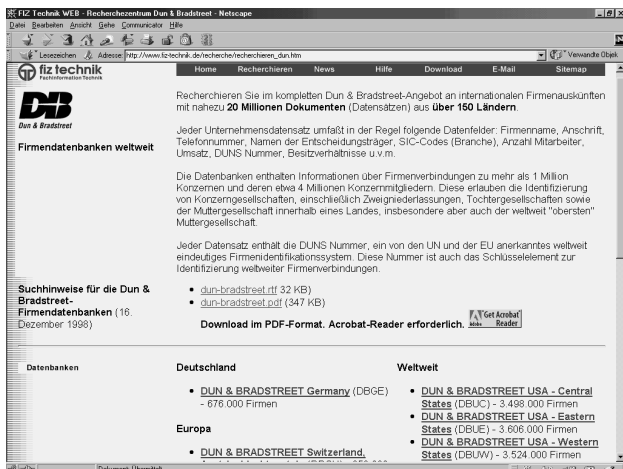 FIZ Technik WEB - Recherchezentrum Dun & Bradstreet - Netscape
Datei Bearbeiten Ansicht Gehe Communicator Hilfe
Lesezeichen Adresse: http://www.fiz-technik.de/recherche/recherchieren_dun.htm Verwandte Objek
fiz technik
Fachinformation Technik
Home Recherchieren News Hilfe Download E-Mail Sitemap
DB
Dun & Bradstreet
Firmendatenbanken weltweit
Recherchieren Sie im kompletten Dun & Bradstreet-Angebot an internationalen Firmenauskünften
mit nahezu 20 Millionen Dokumenten (Datensätzen) aus über 150 Ländern.
Jeder Unternehmensdatensatz umfaßt in der Regel folgende Datenfelder: Firmenname, Anschrift,
Telefonnummer, Namen der Entscheidungsträger, SIC-Codes (Branche), Anzahl Mitarbeiter,
Umsatz, DUNS Nummer, Besitzverhältnisse u.v.m.
Die Datenbanken enthalten Informationen über Firmenverbindungen zu mehr als 1 Million
Konzernen und deren etwa 4 Millionen Konzernmitgliedern. Diese erlauben die Identifizierung
von Konzerngesellschaften, einschließlich Zweigniederlassungen, Tochtergesellschaften sowie
der Muttergesellschaft innerhalb eines Landes, insbesondere aber auch der weltweit "obersten"
Muttergesellschaft.
Jeder Datensatz enthält die DUNS Nummer, ein von den UN und der EU anerkanntes weltweit
eindeutiges Firmenidentifikationssystem. Diese Nummer ist auch das Schlüsselelement zur
Identifizierung weltweiter Firmenverbindungen.
Suchhinweise für die Dun &
Bradstreet-
Firmendatenbanken (16.
Dezember 1998)
• dun-bradstreet.rtf 32 KB)
• dun-bradstreet.pdf (347 KB)
Download im PDF-Format. Acrobat-Reader erforderlich.
Get Acrobat
Adobe Reader
Datenbanken
Deutschland
• DUN & BRADSTREET Germany (DBGE)
- 676.000 Firmen
Europa
• DUN & BRADSTREET Switzerland,
Weltweit
• DUN & BRADSTREET USA - Central
States (DBUC) - 3.498.000 Firmen
• DUN & BRADSTREET USA - Eastern
States (DBUE) - 3.606.000 Firmen
• DUN & BRADSTREET USA - Western
States (DBUW) - 3.524.000 Firmen
Dokument: Übermittelt